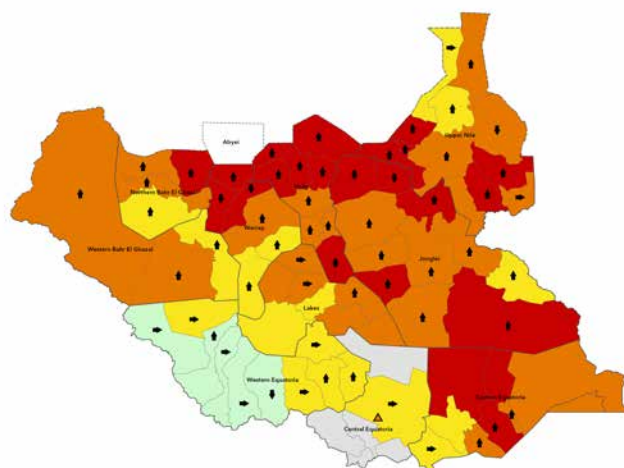 Abyei
Upper Nile
Northern Bahr El Ghazal
Unity
Warrap
Western Bahr El Ghazal
Jonglei
Lakes
Western Equatoria
Eastern Equatoria
Central Equatoria